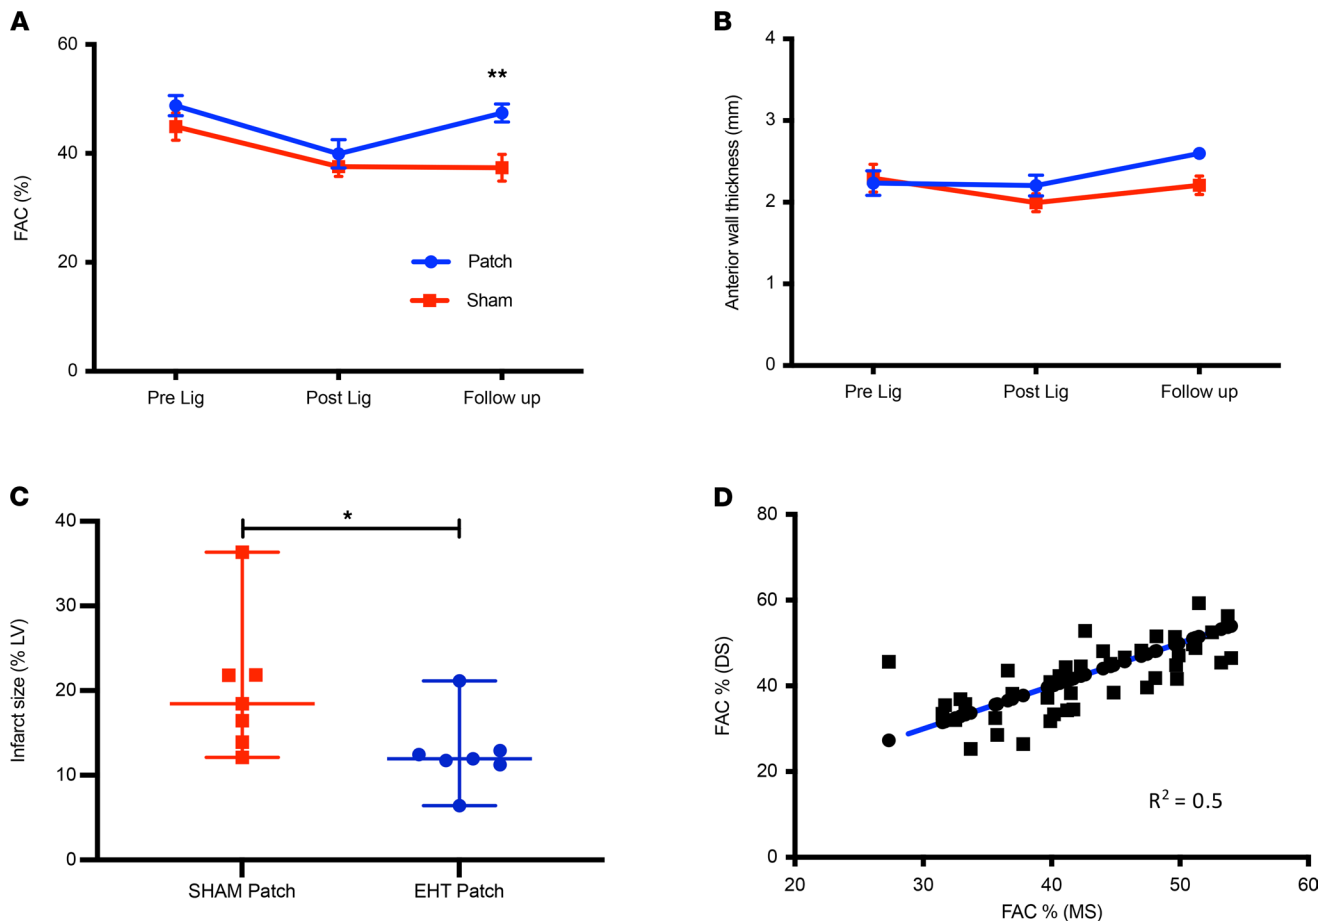 A
60
40
20
0
FAC (%)
**
Patch
Sham
Pre Lig
Post Lig
Follow up
B
4
3
2
1
0
Anterior wall thickness (mm)
Pre Lig
Post Lig
Follow up
C
40
30
20
10
0
Infarct size (% LV)
*
SHAM Patch
EHT Patch
D
80
60
40
20
0
FAC % (DS)
R² = 0.5
20
30
40
50
60
FAC % (MS)